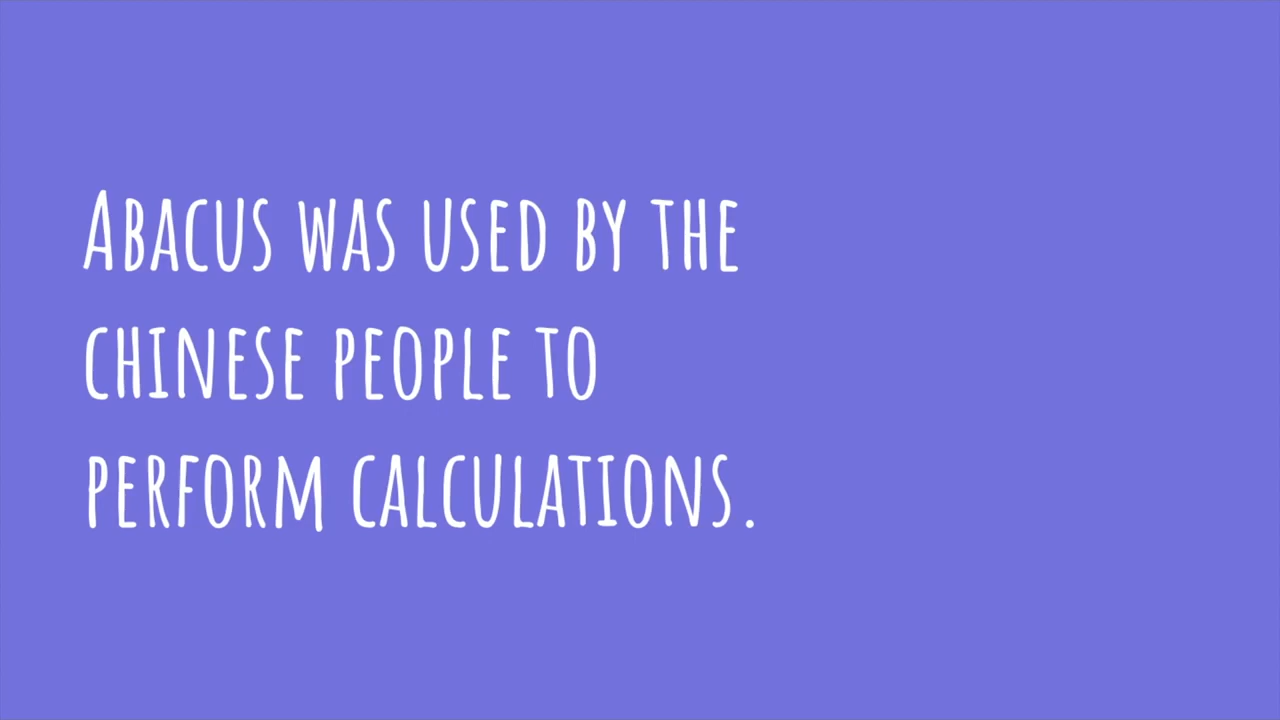 Abacus was used by the
chinese people to
perform calculations.